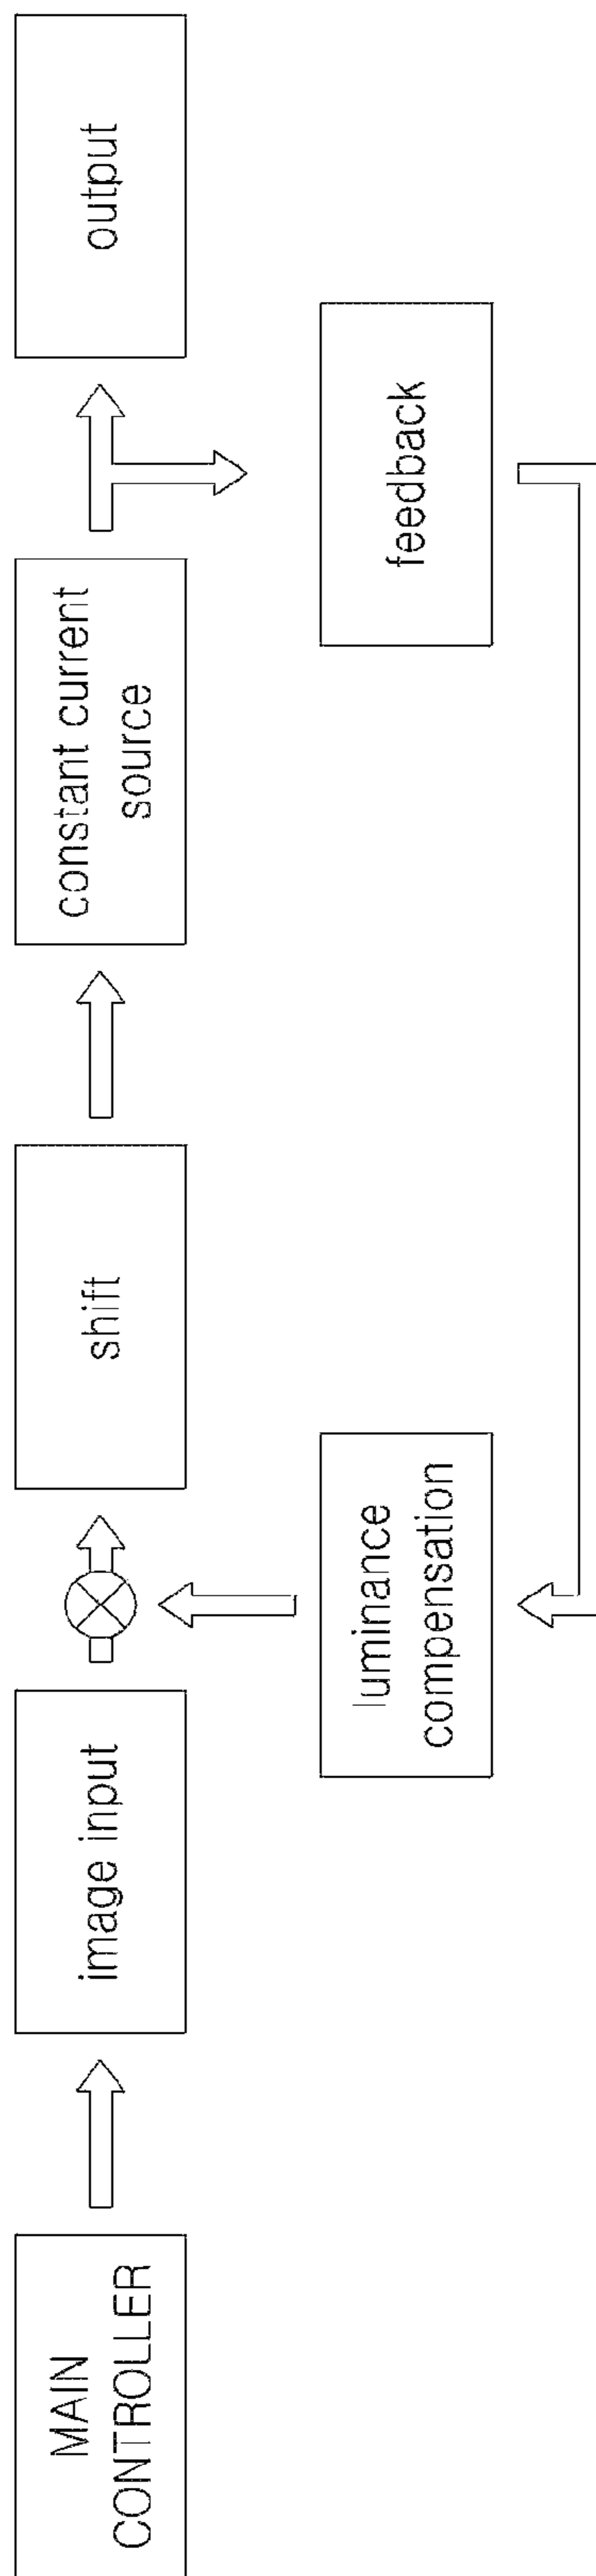 MAIN
CONTROLLER
image input
shift
constant current
source
output
luminance
compensation
feedback